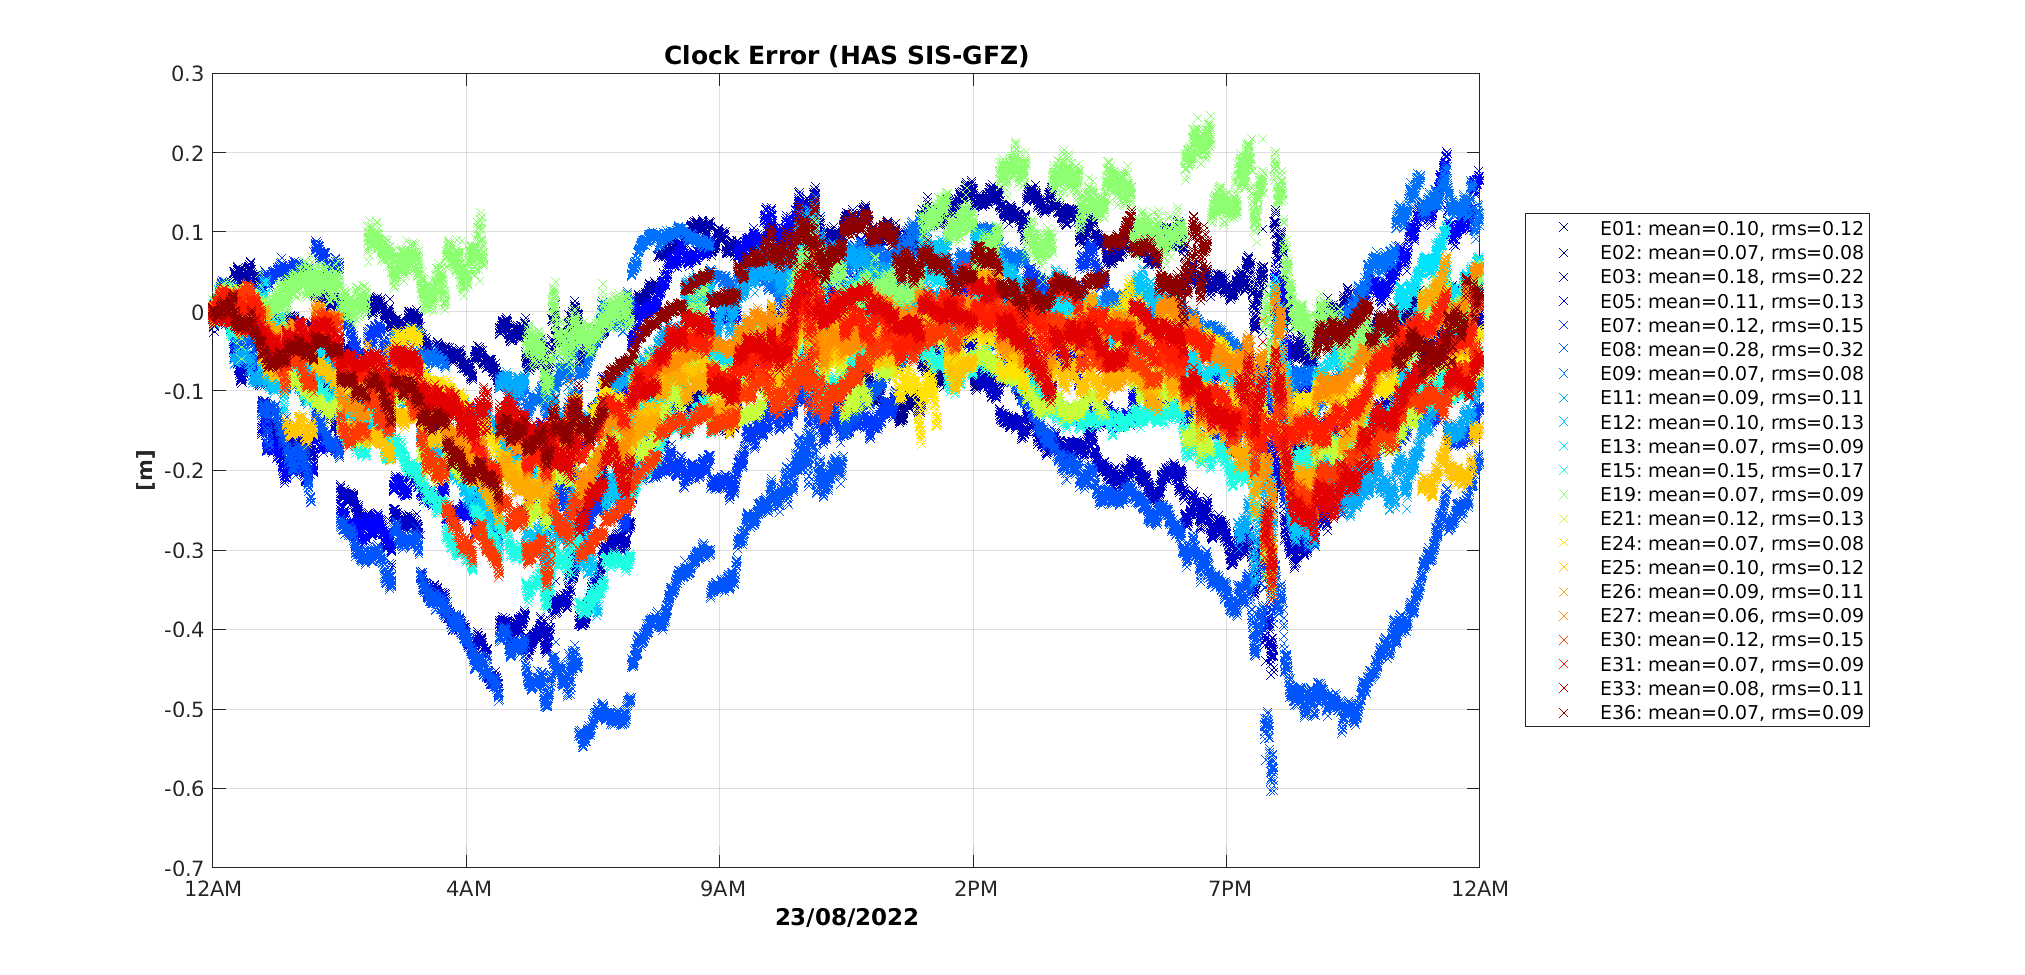 Clock Error (HAS SIS-GFZ)
0.3
0.2
0.1
0
-0.1
-0.2
-0.3
-0.4
-0.5
-0.6
-0.7
[m]
12AM 4AM 9AM 2PM 7PM 12AM
23/08/2022
E01: mean=0.10, rms=0.12
E02: mean=0.07, rms=0.08
E03: mean=0.18, rms=0.22
E05: mean=0.11, rms=0.13
E07: mean=0.12, rms=0.15
E08: mean=0.28, rms=0.32
E09: mean=0.07, rms=0.08
E11: mean=0.09, rms=0.11
E12: mean=0.10, rms=0.13
E13: mean=0.07, rms=0.09
E15: mean=0.15, rms=0.17
E19: mean=0.07, rms=0.09
E21: mean=0.12, rms=0.13
E24: mean=0.07, rms=0.08
E25: mean=0.10, rms=0.12
E26: mean=0.09, rms=0.11
E27: mean=0.06, rms=0.09
E30: mean=0.12, rms=0.15
E31: mean=0.07, rms=0.09
E33: mean=0.08, rms=0.11
E36: mean=0.07, rms=0.09